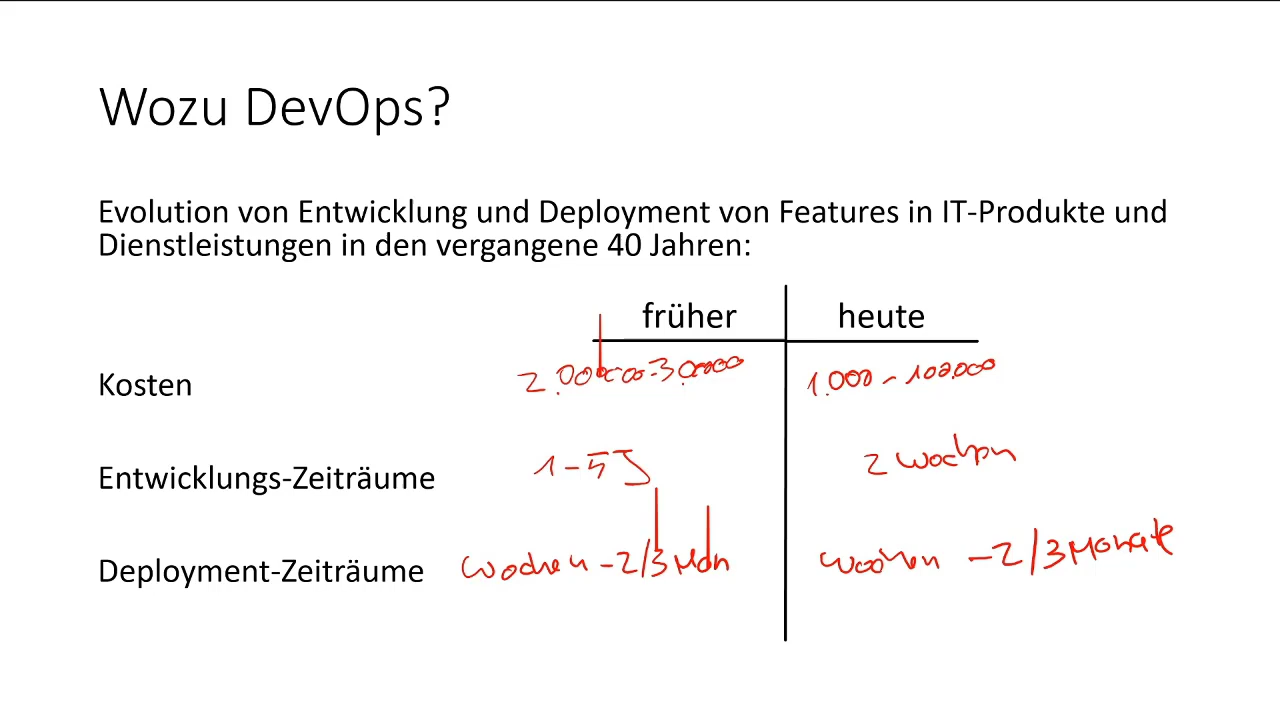 Wozu DevOps?
Evolution von Entwicklung und Deployment von Features in IT-Produkte und
Dienstleistungen in den vergangene 40 Jahren:
früher heute
Kosten 1.000 - 100.000
Entwicklungs-Zeiträume 1-5 J 2 Wochen
Deployment-Zeiträume Wochen - 2/3 Mon Wochen - 2/3 Monate